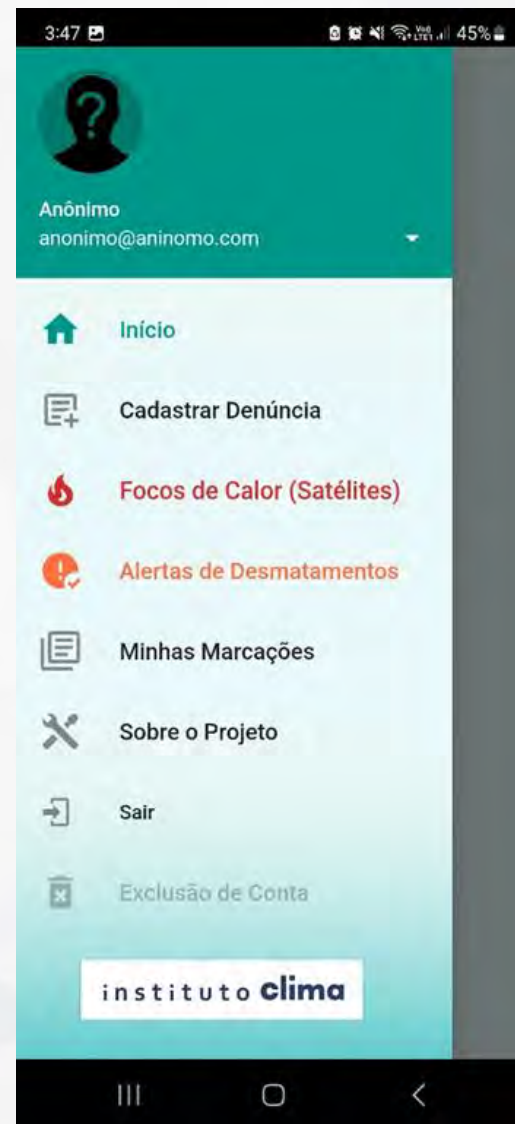 3:47
45%
Anônimo
anonimo@aninomo.com
Início
Cadastrar Denúncia
Focos de Calor (Satélites)
Alertas de Desmatamentos
Minhas Marcações
Sobre o Projeto
Sair
Exclusão de Conta
instituto clima